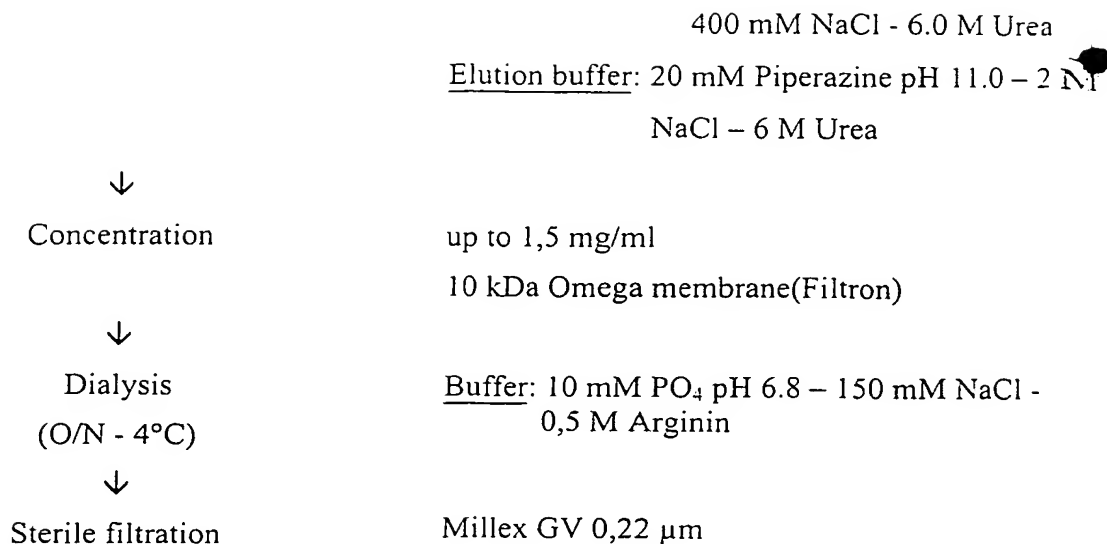 400 mM NaCl - 6.0 M Urea
Elution buffer: 20 mM Piperazine pH 11.0 – 2 M
NaCl – 6 M Urea
↓
Concentration up to 1,5 mg/ml
10 kDa Omega membrane(Filtron)
↓
Dialysis Buffer: 10 mM PO₄ pH 6.8 – 150 mM NaCl -
(O/N - 4°C) 0,5 M Arginin
↓
Sterile filtration Millex GV 0,22 µm